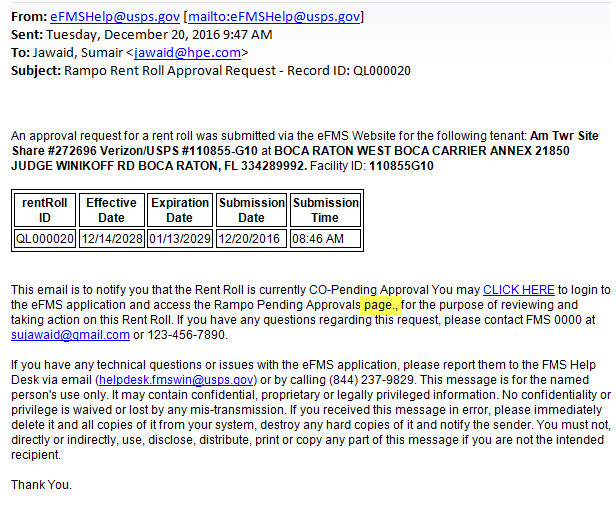 From: eFMSHelp@usps.gov [mailto:eFMSHelp@usps.gov]
Sent: Tuesday, December 20, 2016 9:47 AM
To: Jawaid, Sumair <jawaid@hpe.com>
Subject: Rampo Rent Roll Approval Request - Record ID: QL000020
An approval request for a rent roll was submitted via the eFMS Website for the following tenant: Am Twr Site
Share #272696 Verizon/USPS #110855-G10 at BOCA RATON WEST BOCA CARRIER ANNEX 21850
JUDGE WINIKOFF RD BOCA RATON, FL 334289992. Facility ID: 110855G10
rentRoll ID Effective Date Expiration Date Submission Date Submission Time
QL000020 12/14/2028 01/13/2029 12/20/2016 08:46 AM
This email is to notify you that the Rent Roll is currently CO-Pending Approval You may CLICK HERE to login to
the eFMS application and access the Rampo Pending Approvals page., for the purpose of reviewing and
taking action on this Rent Roll. If you have any questions regarding this request, please contact FMS 0000 at
sujawaid@gmail.com or 123-456-7890.
If you have any technical questions or issues with the eFMS application, please report them to the FMS Help
Desk via email (helpdesk.fmswin@usps.gov) or by calling (844) 237-9829. This message is for the named
person's use only. It may contain confidential, proprietary or legally privileged information. No confidentiality or
privilege is waived or lost by any mis-transmission. If you received this message in error, please immediately
delete it and all copies of it from your system, destroy any hard copies of it and notify the sender. You must not,
directly or indirectly, use, disclose, distribute, print or copy any part of this message if you are not the intended
recipient.
Thank You.